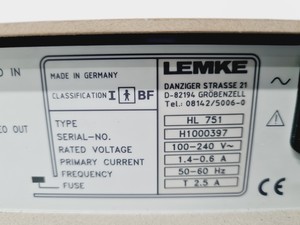 D IN
EO OUT
MADE IN GERMANY
CLASSIFICATION I BF
LEMKE
DANZIGER STRASSE 21
D-82194 GRÖBENZELL
Tel.: 08142/5006-0
TYPE HL 751
SERIAL-NO. H1000397
RATED VOLTAGE 100-240 V~
PRIMARY CURRENT 1.4-0.6 A
FREQUENCY 50-60 Hz
FUSE T 2.5 A
CE